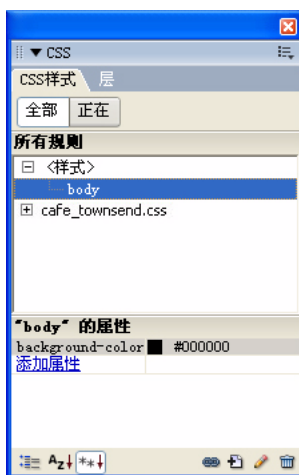 CSS
CSS样式 层
全部 正在
所有规则
<样式>
body
cafe_townsend.css
"body" 的属性
background-color #000000
添加属性
AZ